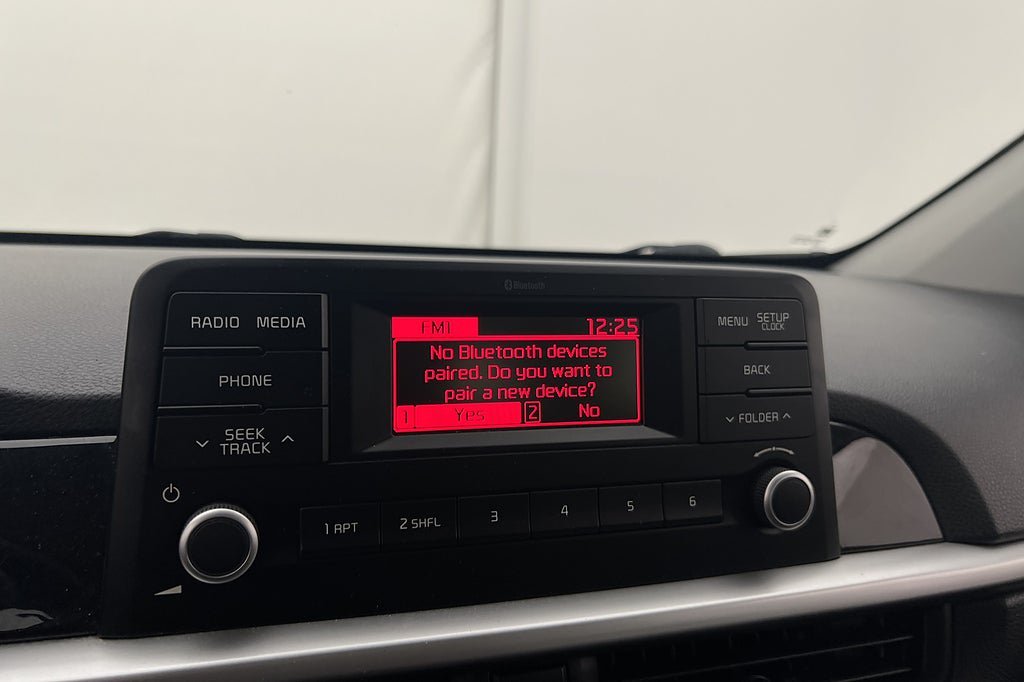 Bluetooth
RADIO MEDIA
PHONE
SEEK
TRACK
FM1 12:25
No Bluetooth devices
paired. Do you want to
pair a new device?
1 Yes 2 No
MENU SETUP
CLOCK
BACK
FOLDER
1 RPT 2 SHFL 3 4 5 6